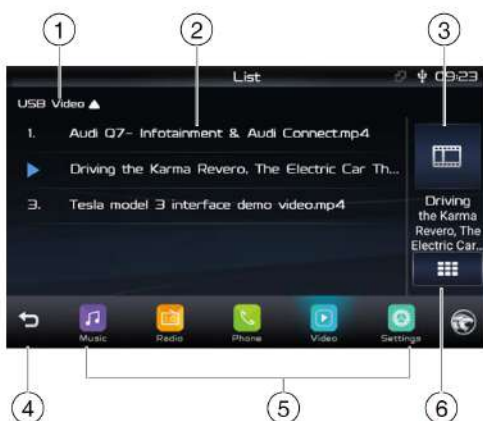 1
2
3
List
09:23
USB Video
1. Audi Q7- Infotainment & Audi Connect.mp4
Driving the Karma Revero, The Electric Car Th...
3. Tesla model 3 interface demo video.mp4
Driving
the Karma
Revero, The
Electric Car...
Music
Radio
Phone
Video
Settings
4
5
6